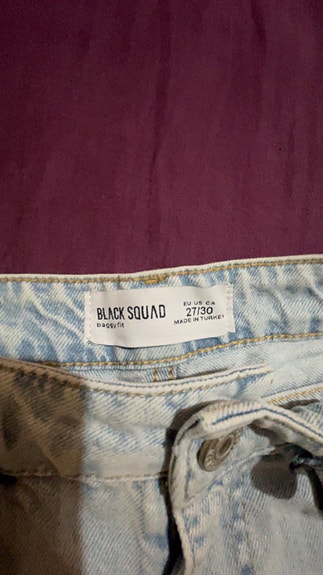 BLACK SQUAD
baggyfit
EU US CA
27/30
MADE IN TURKEY